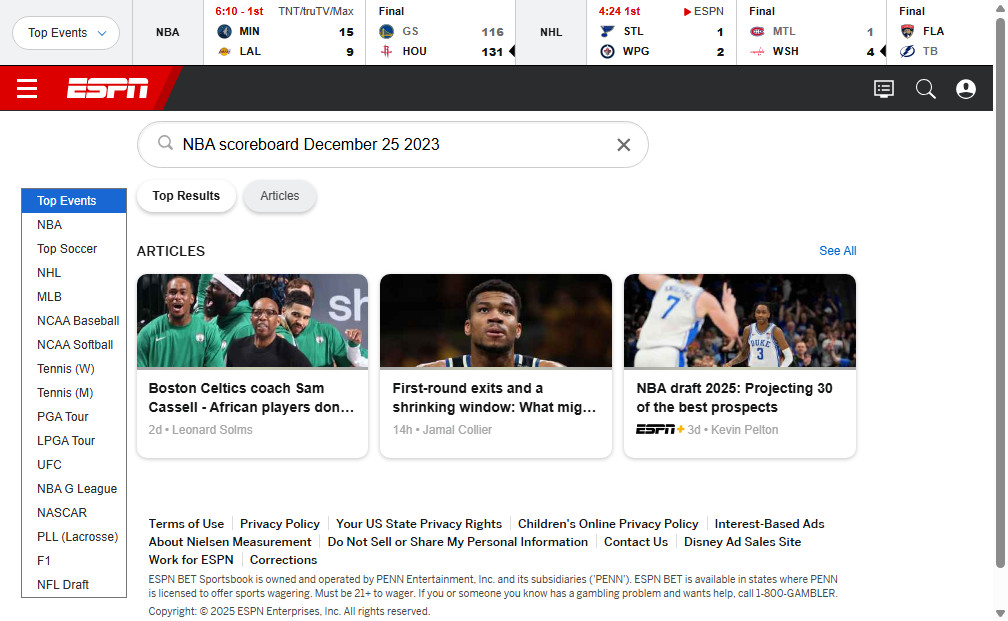 Top Events
NBA
6:10 - 1st TNT/truTV/Max
MIN 15
LAL 9
Final
GS 116
HOU 131
NHL
4:24 1st ESPN
STL 1
WPG 2
Final
MTL 1
WSH 4
Final
FLA
TB
ESPN
NBA scoreboard December 25 2023
Top Results
Articles
Top Events
NBA
Top Soccer
NHL
MLB
NCAA Baseball
NCAA Softball
Tennis (W)
Tennis (M)
PGA Tour
LPGA Tour
UFC
NBA G League
NASCAR
PLL (Lacrosse)
F1
NFL Draft
ARTICLES
See All
sh
Boston Celtics coach Sam
Cassell - African players don…
2d • Leonard Solms
First-round exits and a
shrinking window: What mig…
14h • Jamal Collier
7
DUKE
3
NBA draft 2025: Projecting 30
of the best prospects
ESPN+ 3d • Kevin Pelton
Terms of Use Privacy Policy Your US State Privacy Rights Children's Online Privacy Policy Interest-Based Ads
About Nielsen Measurement Do Not Sell or Share My Personal Information Contact Us Disney Ad Sales Site
Work for ESPN Corrections
ESPN BET Sportsbook is owned and operated by PENN Entertainment, Inc. and its subsidiaries ('PENN'). ESPN BET is available in states where PENN
is licensed to offer sports wagering. Must be 21+ to wager. If you or someone you know has a gambling problem and wants help, call 1-800-GAMBLER.
Copyright: © 2025 ESPN Enterprises, Inc. All rights reserved.